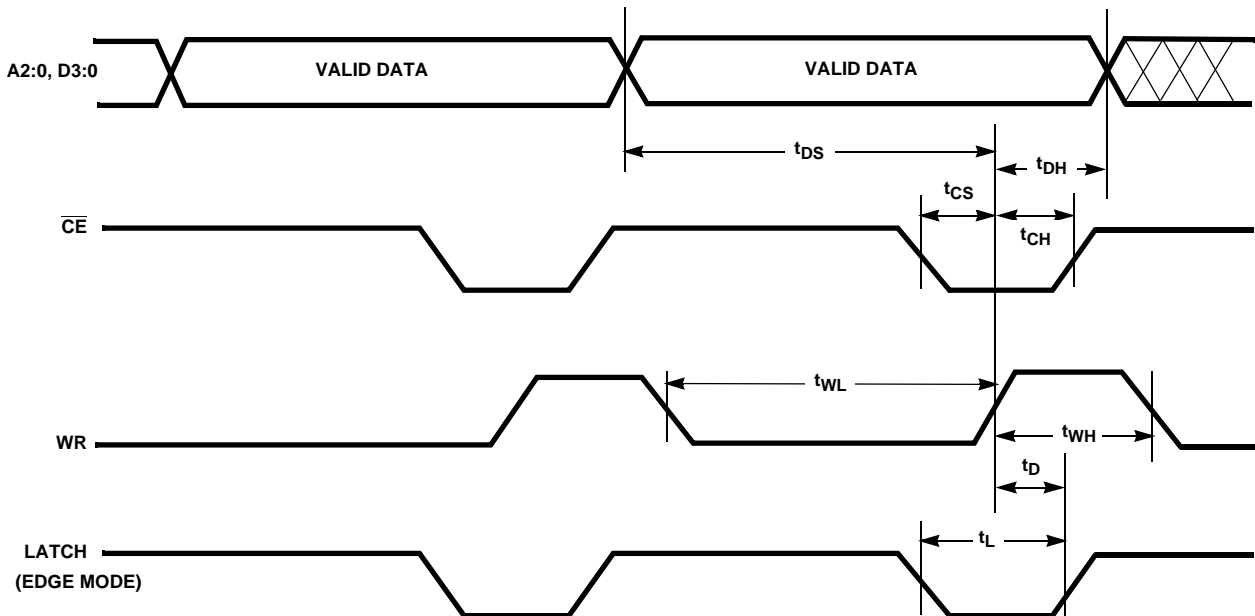 A2:0, D3:0
VALID DATA
VALID DATA
tDS
tDH
tCS
CE
tCH
tWL
WR
tWH
tD
LATCH
(EDGE MODE)
tL